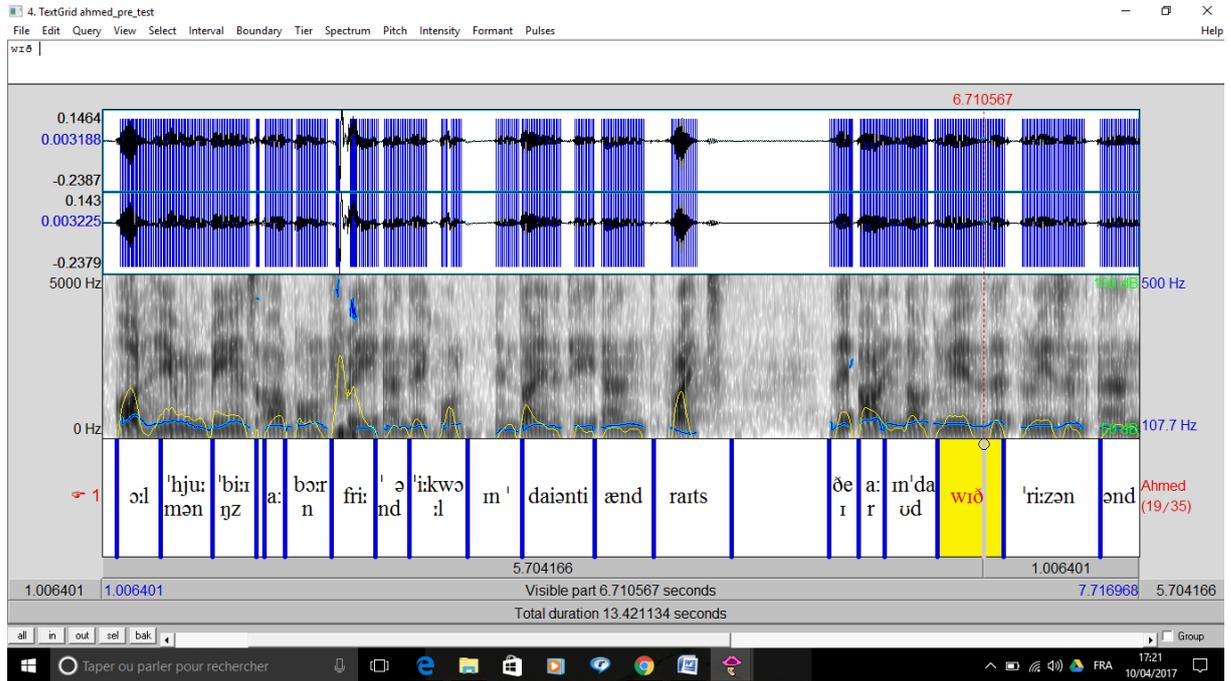 4. TextGrid ahmed_pre_test
File Edit Query View Select Interval Boundary Tier Spectrum Pitch Intensity Formant Pulses Help
wɪð
6.710567
0.1464
0.003188
-0.2387
0.143
0.003225
-0.2379
5000 Hz 500 Hz
0 Hz 107.7 Hz
ɔːl ˈhjuː ˈbiːɪ aː bɔːr friː ˈ ə ˈiːkwɔ ɪn ˈ daiənti ænd raɪts ðe aː ɪnˈda wɪð ˈriːzən ənd
mən ŋz n nd ːl ɪ r ʊd
1 Ahmed
(19/35)
5.704166 1.006401
1.006401 1.006401 Visible part 6.710567 seconds 7.716968 5.704166
Total duration 13.421134 seconds
all in out sel bak Group
Taper ou parler pour rechercher FRA 17:21
10/04/2017